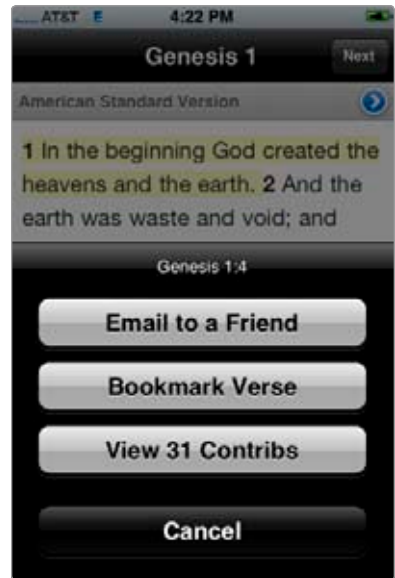 AT&T E 4:22 PM
Genesis 1 Next
American Standard Version
1 In the beginning God created the
heavens and the earth. 2 And the
earth was waste and void; and
Genesis 1:4
Email to a Friend
Bookmark Verse
View 31 Contribs
Cancel